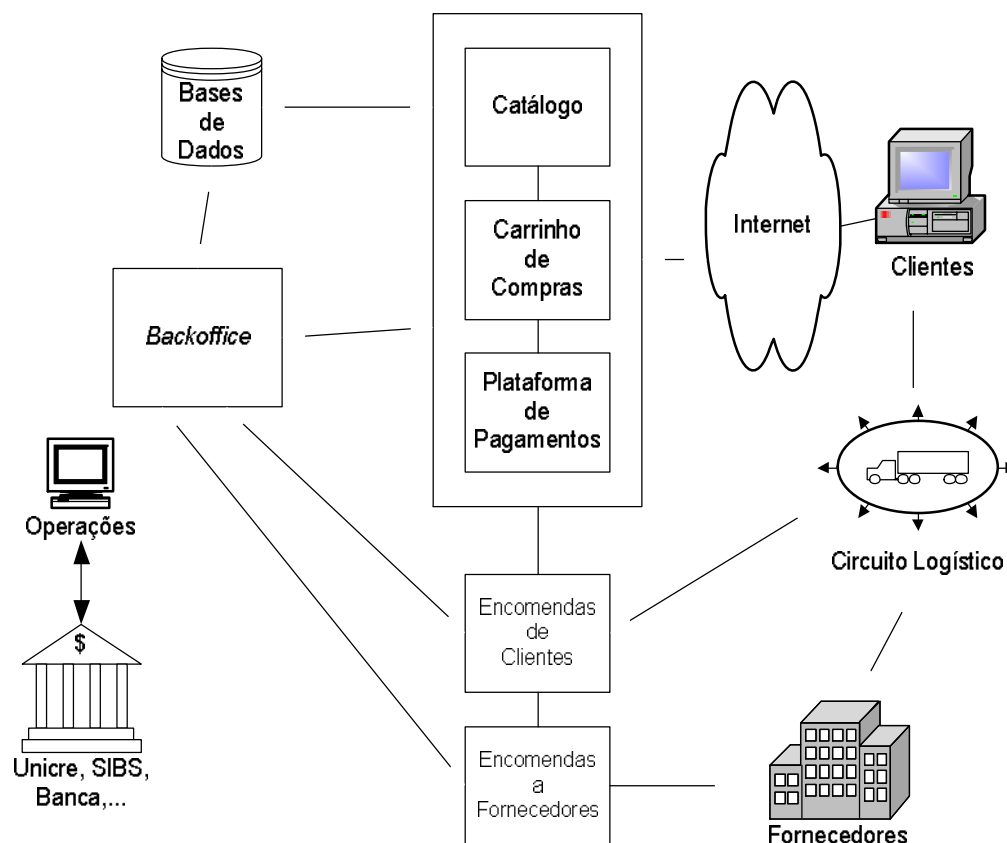 Bases
de
Dados
Catálogo
Carrinho
de
Compras
Internet
Clientes
Backoffice
Plataforma
de
Pagamentos
Operações
Circuito Logístico
Encomendas
de
Clientes
$
Unicre, SIBS,
Banca,...
Encomendas
a
Fornecedores
Fornecedores